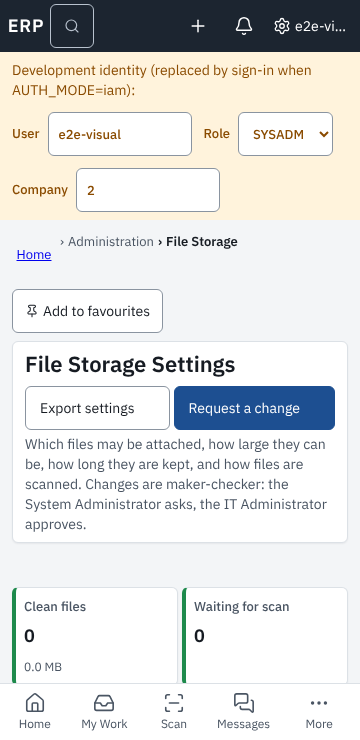 ERP
e2e-vi...
Development identity (replaced by sign-in when
AUTH_MODE=iam):
User e2e-visual Role SYSADM
Company 2
Home › Administration › File Storage
Add to favourites
File Storage Settings
Export settings Request a change
Which files may be attached, how large they can
be, how long they are kept, and how files are
scanned. Changes are maker-checker: the
System Administrator asks, the IT Administrator
approves.
Clean files Waiting for scan
0 0
0.0 MB
Home My Work Scan Messages More